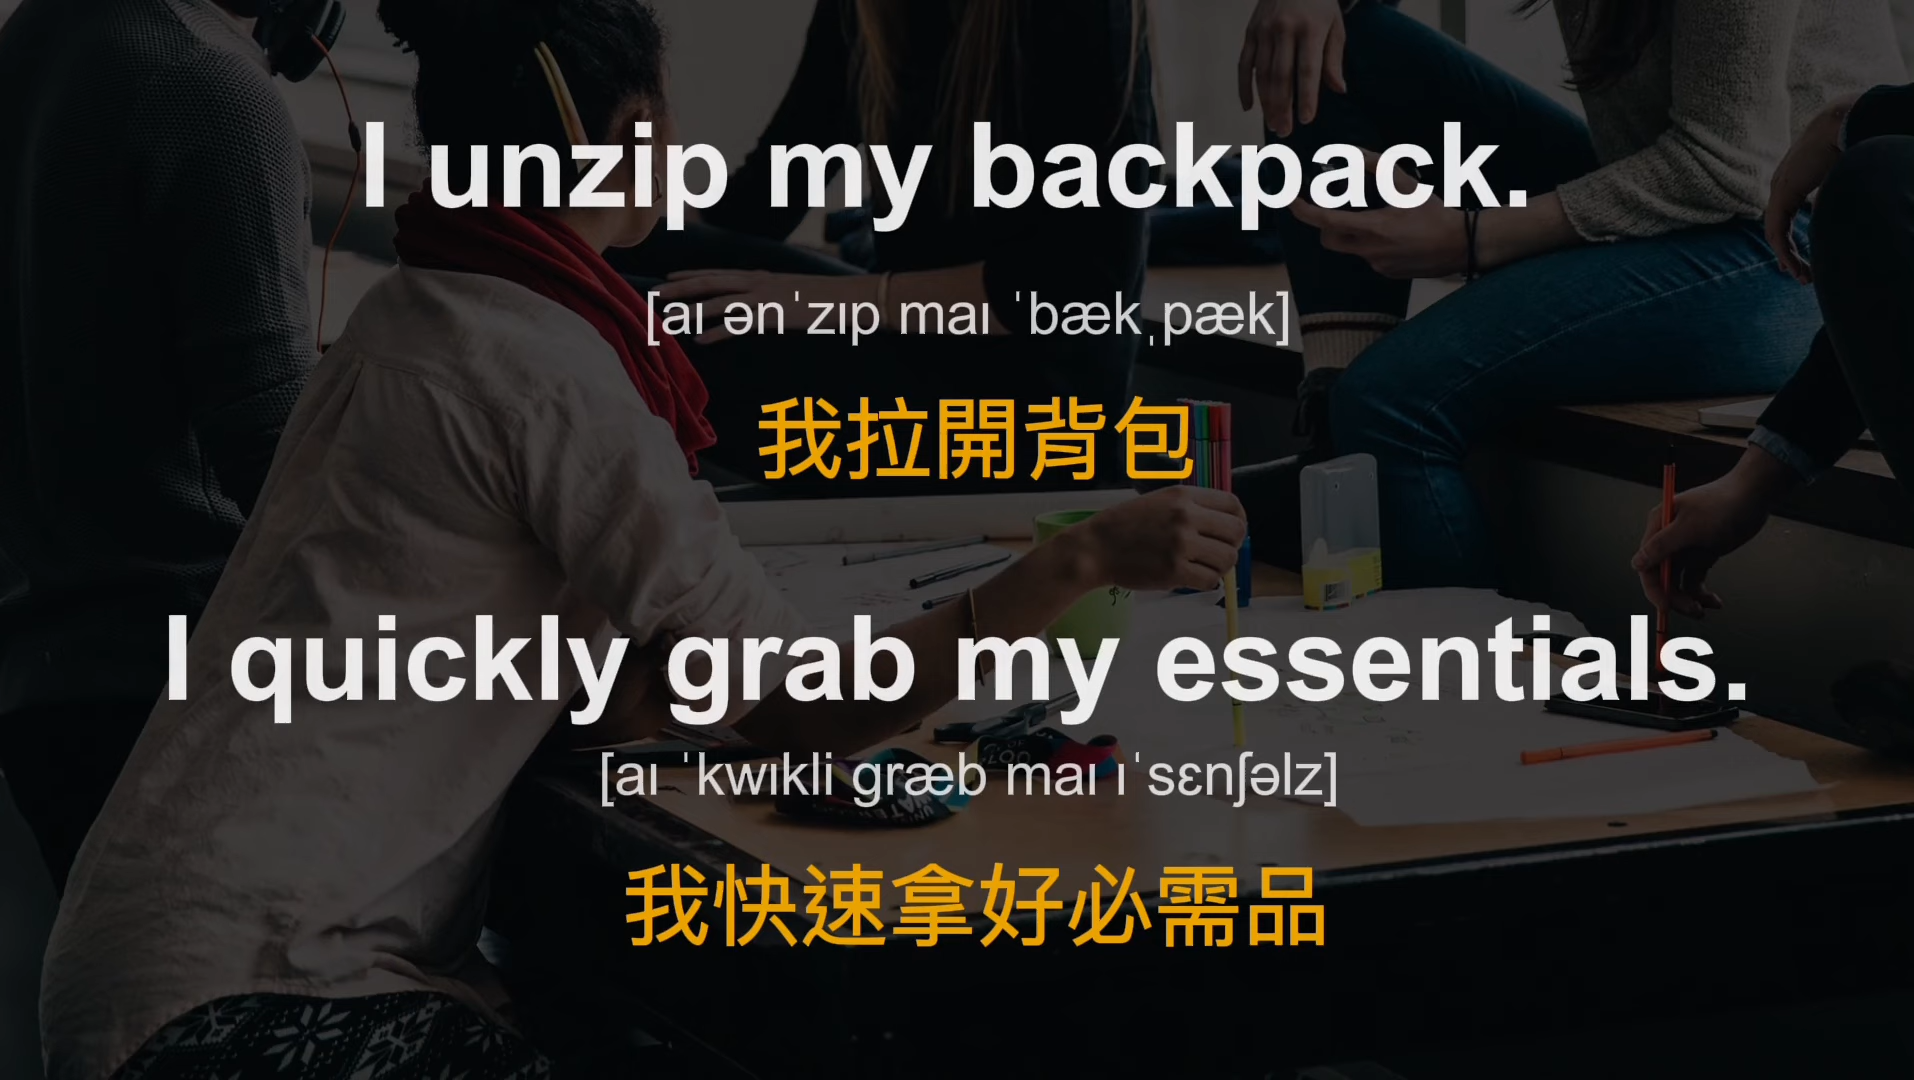 I unzip my backpack.
[aɪ ənˈzɪp maɪ ˈbækˌpæk]
我拉開背包
I quickly grab my essentials.
[aɪ ˈkwɪkli ɡræb maɪ ɪˈsɛnʃəlz]
我快速拿好必需品